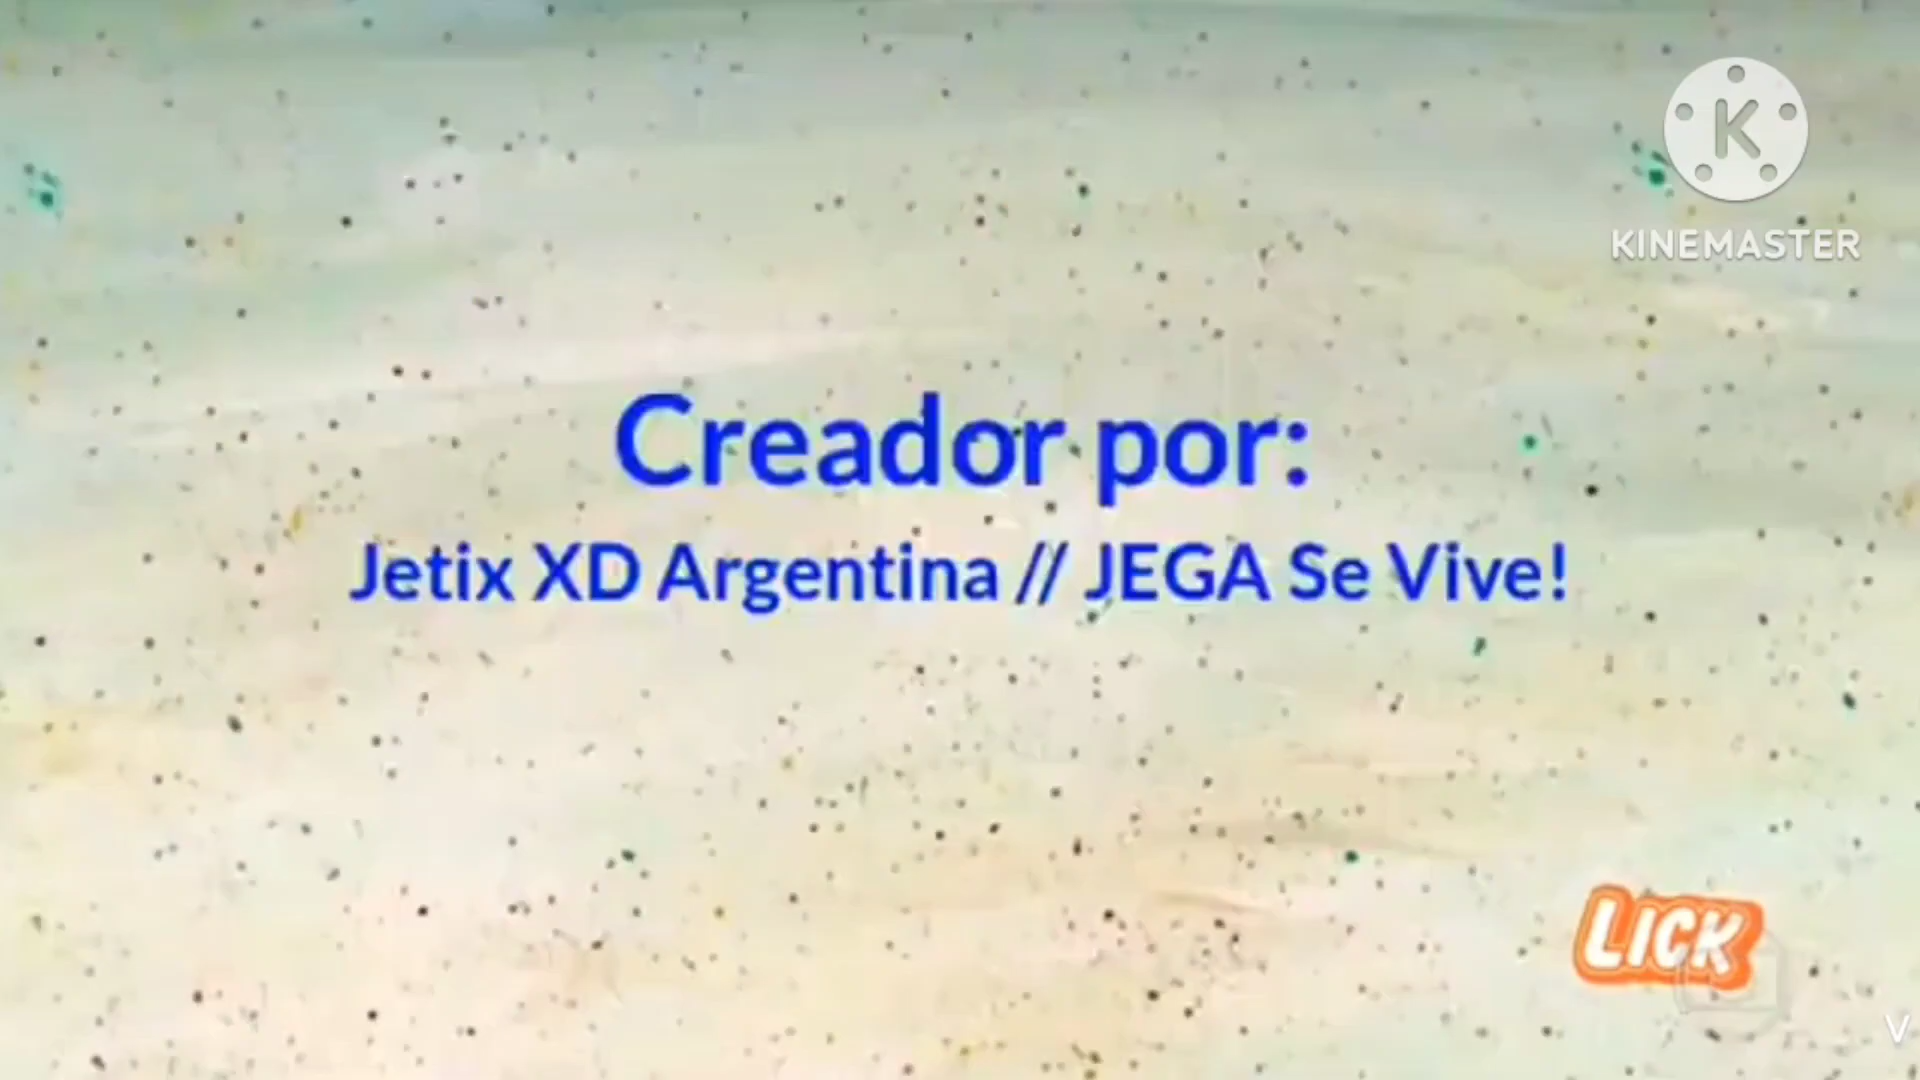 K
KINEMASTER
Creador por:
Jetix XD Argentina // JEGA Se Vive!
LICK
V